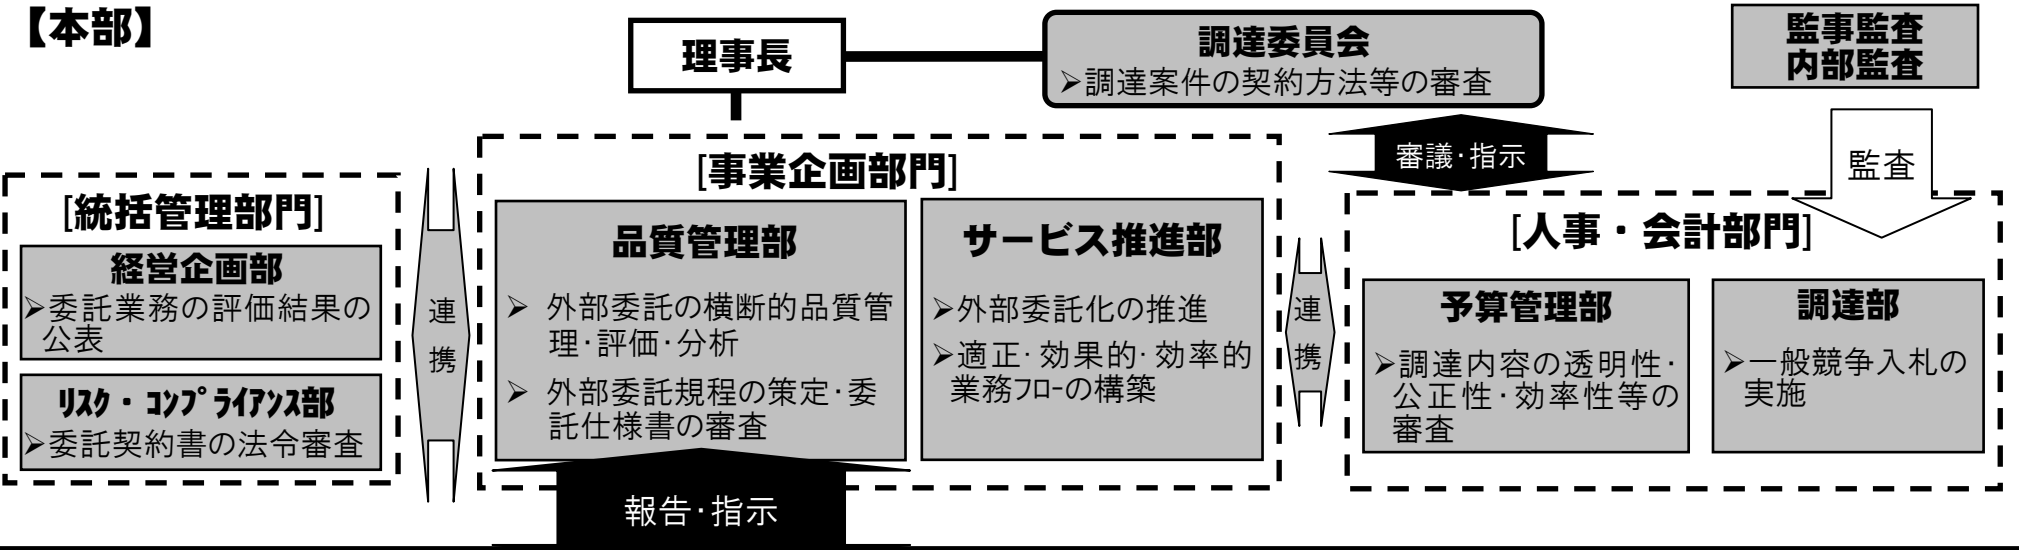 【本部】
理事長
調達委員会
➢調達案件の契約方法等の審査
監事監査
内部監査
審議・指示
監査
[統括管理部門]
経営企画部
➢委託業務の評価結果の
公表
リスク・コンプライアンス部
➢委託契約書の法令審査
連
携
[事業企画部門]
品質管理部
➢ 外部委託の横断的品質管
理・評価・分析
➢ 外部委託規程の策定・委
託仕様書の審査
サービス推進部
➢外部委託化の推進
➢適正・効果的・効率的
業務フローの構築
連
携
[人事・会計部門]
予算管理部
➢調達内容の透明性・
公正性・効率性等の
審査
調達部
➢一般競争入札の
実施
報告・指示